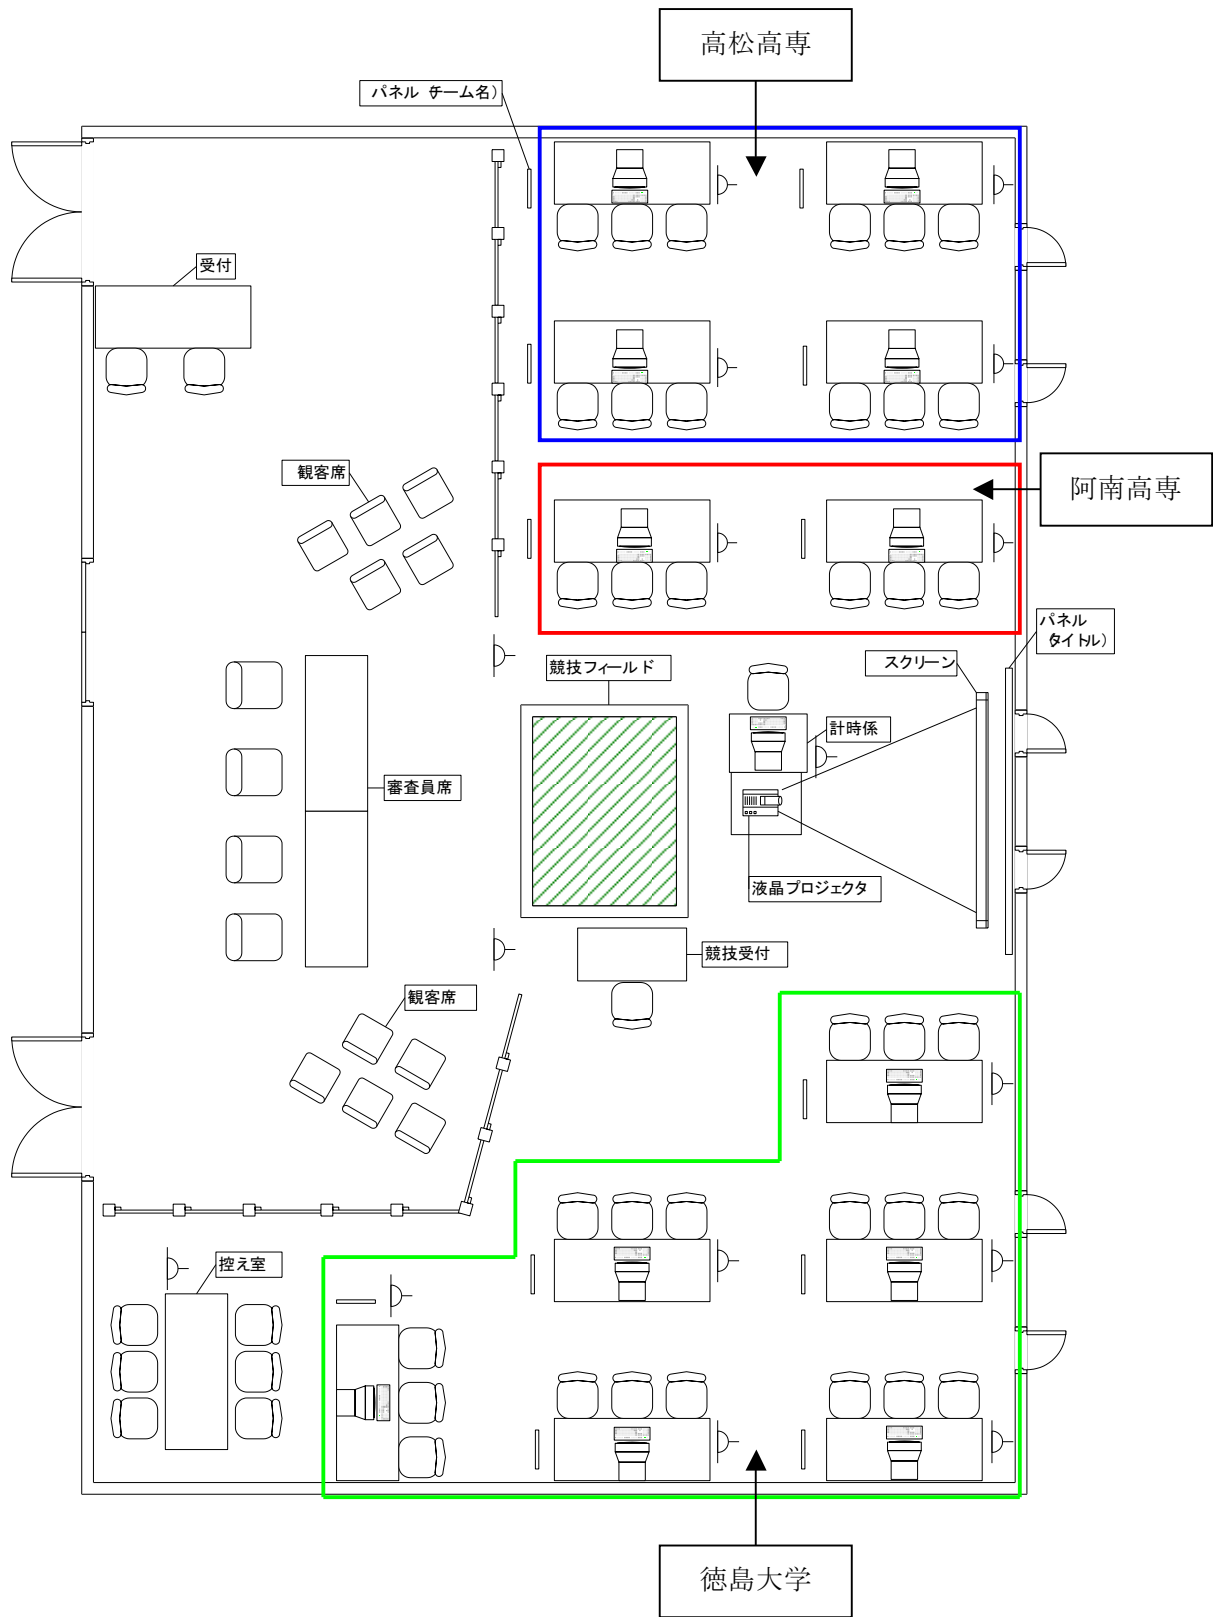 高松高専
パネル (チーム名)
受付
観客席
阿南高専
パネル
(タイトル)
競技フィールド
スクリーン
計時係
審査員席
液晶プロジェクタ
競技受付
観客席
控え室
徳島大学